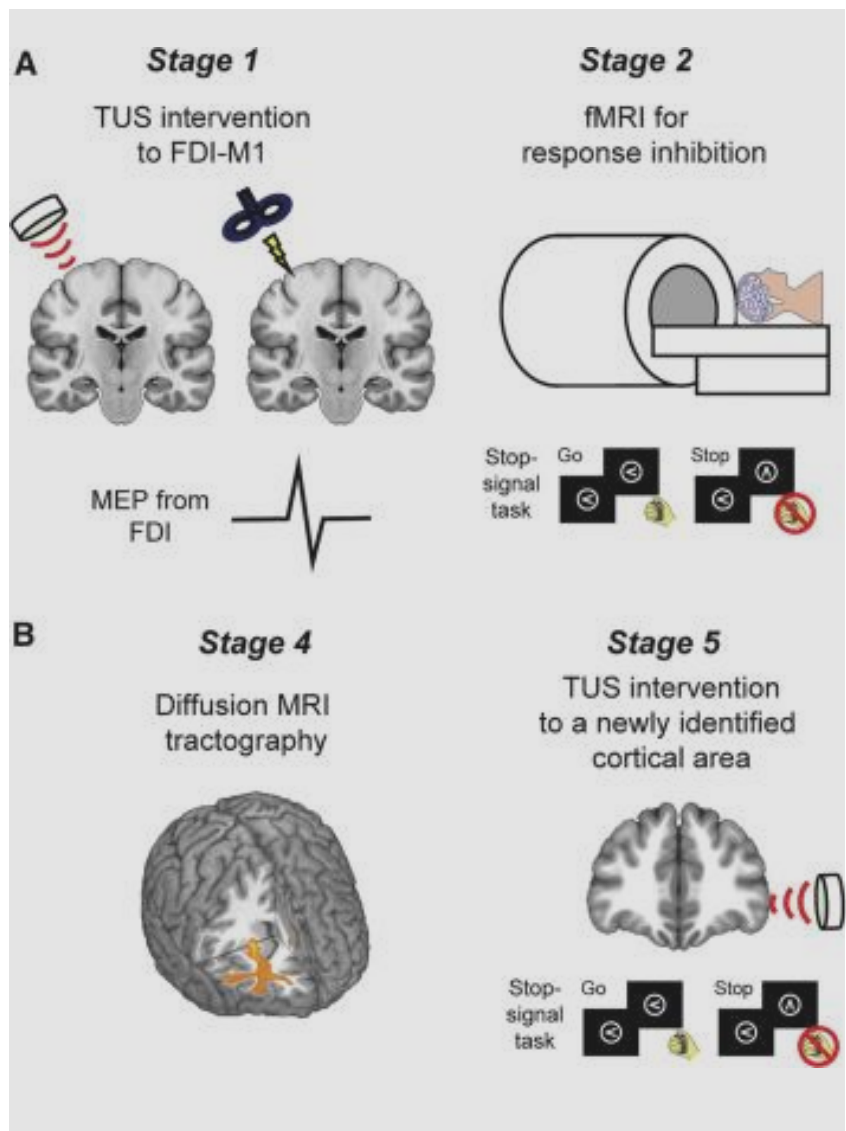 A
Stage 1
TUS intervention
to FDI-M1
MEP from
FDI
Stage 2
fMRI for
response inhibition
Stop-
signal
task
Go
Stop
B
Stage 4
Diffusion MRI
tractography
Stage 5
TUS intervention
to a newly identified
cortical area
Stop-
signal
task
Go
Stop